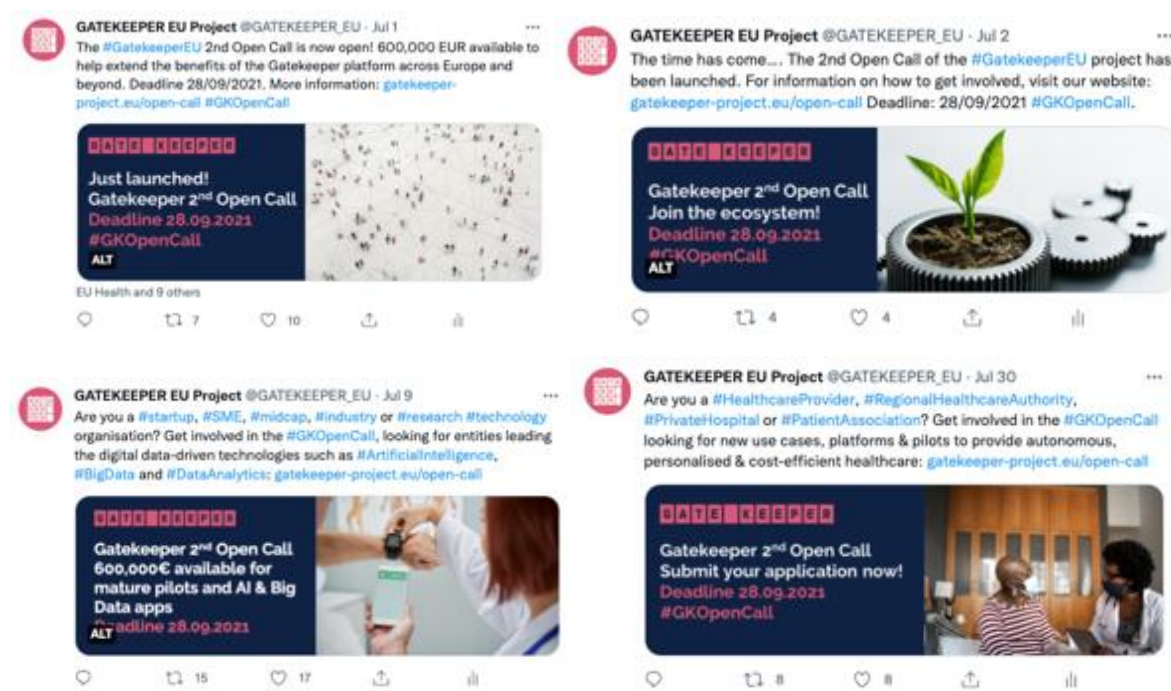 GATEKEEPER EU Project @GATEKEEPER_EU · Jul 1
The #GatekeeperEU 2nd Open Call is now open! 600,000 EUR available to
help extend the benefits of the Gatekeeper platform across Europe and
beyond. Deadline 28/09/2021. More information: gatekeeper-
project.eu/open-call #GKOpenCall
GATE KEEPER
Just launched!
Gatekeeper 2nd Open Call
Deadline 28.09.2021
#GKOpenCall
ALT
EU Health and 9 others
7
10
GATEKEEPER EU Project @GATEKEEPER_EU · Jul 2
The time has come.... The 2nd Open Call of the #GatekeeperEU project has
been launched. For information on how to get involved, visit our website:
gatekeeper-project.eu/open-call Deadline: 28/09/2021 #GKOpenCall.
GATE KEEPER
Gatekeeper 2nd Open Call
Join the ecosystem!
Deadline 28.09.2021
#GKOpenCall
ALT
4
4
GATEKEEPER EU Project @GATEKEEPER_EU · Jul 9
Are you a #startup, #SME, #midcap, #industry or #research #technology
organisation? Get involved in the #GKOpenCall, looking for entities leading
the digital data-driven technologies such as #ArtificialIntelligence,
#BigData and #DataAnalytics: gatekeeper-project.eu/open-call
GATE KEEPER
Gatekeeper 2nd Open Call
600,000€ available for
mature pilots and AI & Big
Data apps
Deadline 28.09.2021
ALT
15
17
GATEKEEPER EU Project @GATEKEEPER_EU · Jul 30
Are you a #HealthcareProvider, #RegionalHealthcareAuthority,
#PrivateHospital or #PatientAssociation? Get involved in the #GKOpenCall
looking for new use cases, platforms & pilots to provide autonomous,
personalised & cost-efficient healthcare: gatekeeper-project.eu/open-call
GATE KEEPER
Gatekeeper 2nd Open Call
Submit your application now!
Deadline 28.09.2021
#GKOpenCall
8
8